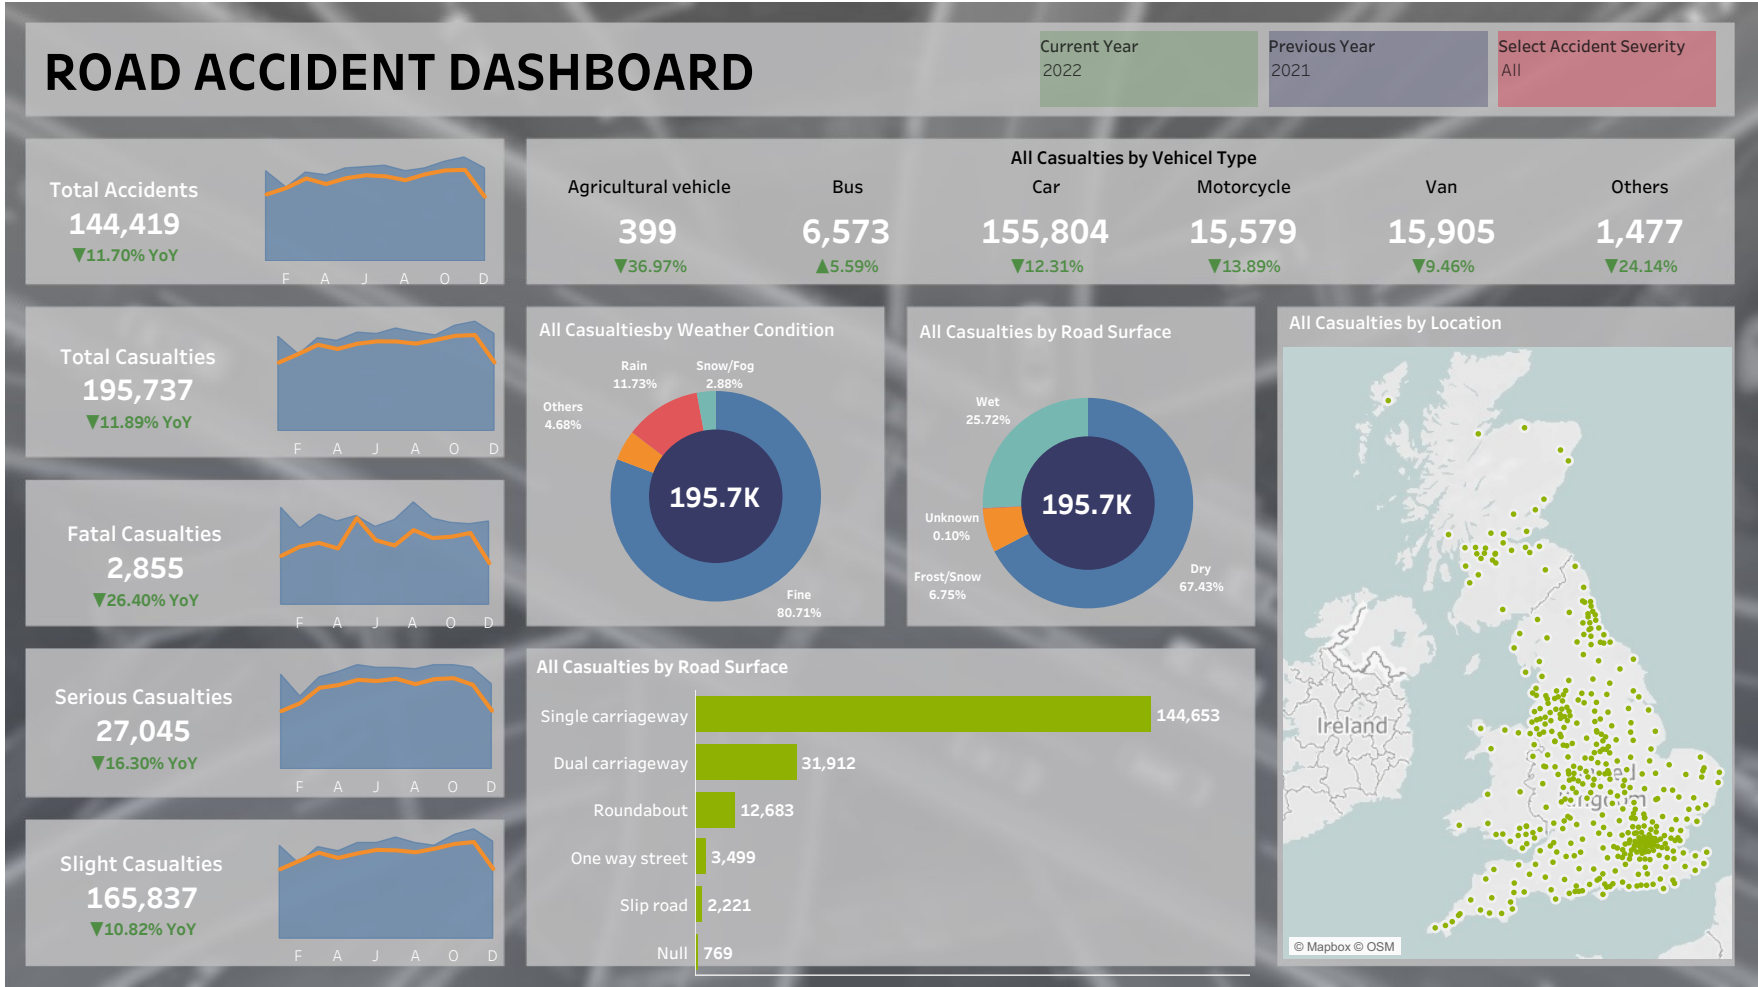 ROAD ACCIDENT DASHBOARD
Current Year
2022
Previous Year
2021
Select Accident Severity
All
Total Accidents
144,419
▼11.70% YoY
F A J A O D
Total Casualties
195,737
▼11.89% YoY
F A J A O D
Fatal Casualties
2,855
▼26.40% YoY
F A J A O D
Serious Casualties
27,045
▼16.30% YoY
F A J A O D
Slight Casualties
165,837
▼10.82% YoY
F A J A O D
All Casualties by Vehicel Type
Agricultural vehicle Bus Car Motorcycle Van Others
399 6,573 155,804 15,579 15,905 1,477
▼36.97% ▲5.59% ▼12.31% ▼13.89% ▼9.46% ▼24.14%
All Casualtiesby Weather Condition
Rain
11.73%
Snow/Fog
2.88%
Others
4.68%
195.7K
Fine
80.71%
All Casualties by Road Surface
Wet
25.72%
195.7K
Unknown
0.10%
Frost/Snow
6.75%
Dry
67.43%
All Casualties by Road Surface
Single carriageway 144,653
Dual carriageway 31,912
Roundabout 12,683
One way street 3,499
Slip road 2,221
Null 769
All Casualties by Location
Ireland
© Mapbox © OSM